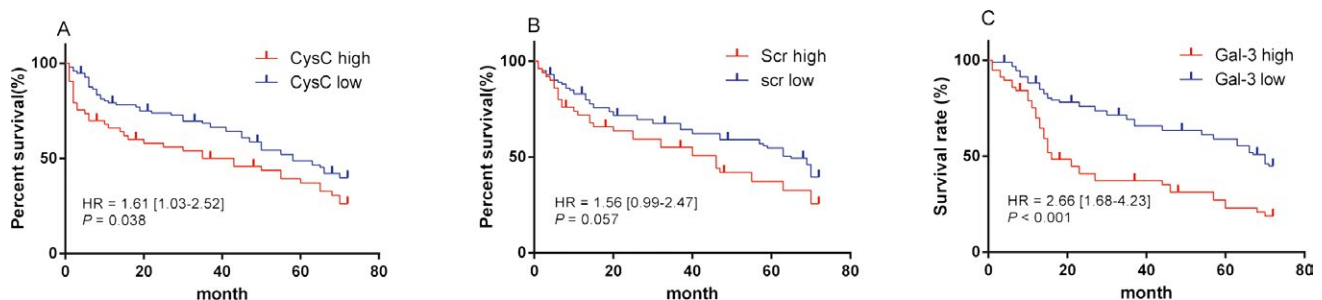 A
CysC high
CysC low
Percent survival(%)
100
50
0
HR = 1.61 [1.03-2.52]
P = 0.038
0 20 40 60 80
month
B
Scr high
scr low
Percent survival(%)
100
50
0
HR = 1.56 [0.99-2.47]
P = 0.057
0 20 40 60 80
month
C
Gal-3 high
Gal-3 low
Survival rate (%)
100
50
0
HR = 2.66 [1.68-4.23]
P < 0.001
0 20 40 60 80
month